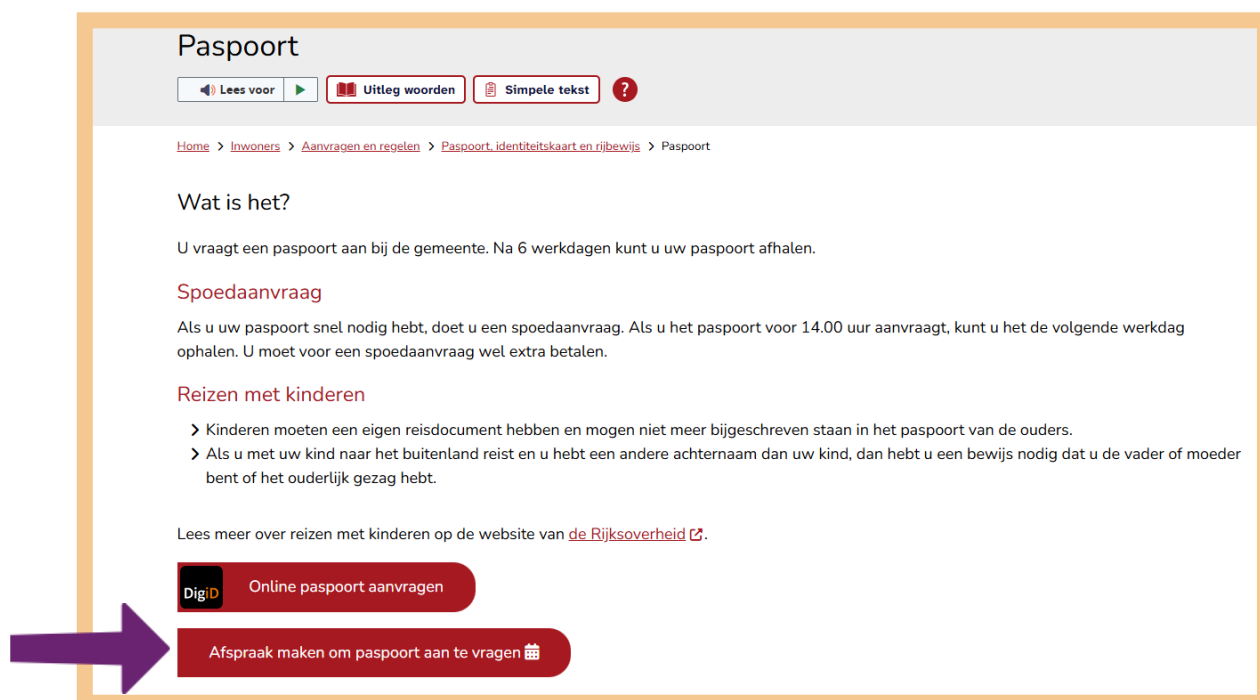 Paspoort
Lees voor
Uitleg woorden
Simpele tekst
?
Home > Inwoners > Aanvragen en regelen > Paspoort, identiteitskaart en rijbewijs > Paspoort
Wat is het?
U vraagt een paspoort aan bij de gemeente. Na 6 werkdagen kunt u uw paspoort afhalen.
Spoedaanvraag
Als u uw paspoort snel nodig hebt, doet u een spoedaanvraag. Als u het paspoort voor 14.00 uur aanvraagt, kunt u het de volgende werkdag
ophalen. U moet voor een spoedaanvraag wel extra betalen.
Reizen met kinderen
Kinderen moeten een eigen reisdocument hebben en mogen niet meer bijgeschreven staan in het paspoort van de ouders.
Als u met uw kind naar het buitenland reist en u hebt een andere achternaam dan uw kind, dan hebt u een bewijs nodig dat u de vader of moeder
bent of het ouderlijk gezag hebt.
Lees meer over reizen met kinderen op de website van de Rijksoverheid.
DigiD Online paspoort aanvragen
Afspraak maken om paspoort aan te vragen